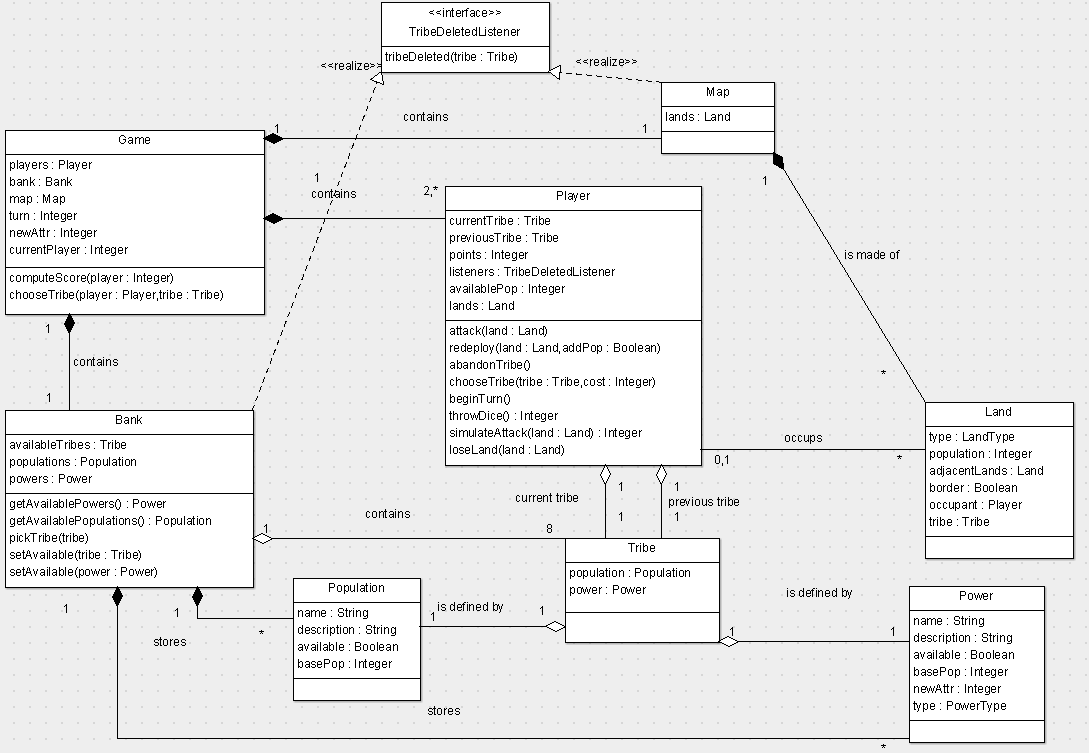 <<interface>>
TribeDeletedListener
tribeDeleted(tribe : Tribe)
<<realize>>
<<realize>>
Map
lands : Land
contains
1
1
Game
players : Player
bank : Bank
map : Map
turn : Integer
newAttr : Integer
currentPlayer : Integer
computeScore(player : Integer)
chooseTribe(player : Player,tribe : Tribe)
1
contains
2,*
Player
currentTribe : Tribe
previousTribe : Tribe
points : Integer
listeners : TribeDeletedListener
availablePop : Integer
lands : Land
attack(land : Land)
redeploy(land : Land,addPop : Boolean)
abandonTribe()
chooseTribe(tribe : Tribe,cost : Integer)
beginTurn()
throwDice() : Integer
simulateAttack(land : Land) : Integer
loseLand(land : Land)
1
is made of
*
1
contains
1
Bank
availableTribes : Tribe
populations : Population
powers : Power
getAvailablePowers() : Power
getAvailablePopulations() : Population
pickTribe(tribe)
setAvailable(tribe : Tribe)
setAvailable(power : Power)
occups
0,1
*
Land
type : LandType
population : Integer
adjacentLands : Land
border : Boolean
occupant : Player
tribe : Tribe
current tribe
1
1
previous tribe
1
1
contains
1
8
Tribe
population : Population
power : Power
Population
name : String
description : String
available : Boolean
basePop : Integer
is defined by
1
1
is defined by
1
1
Power
name : String
description : String
available : Boolean
basePop : Integer
newAttr : Integer
type : PowerType
1
1
*
stores
stores
*